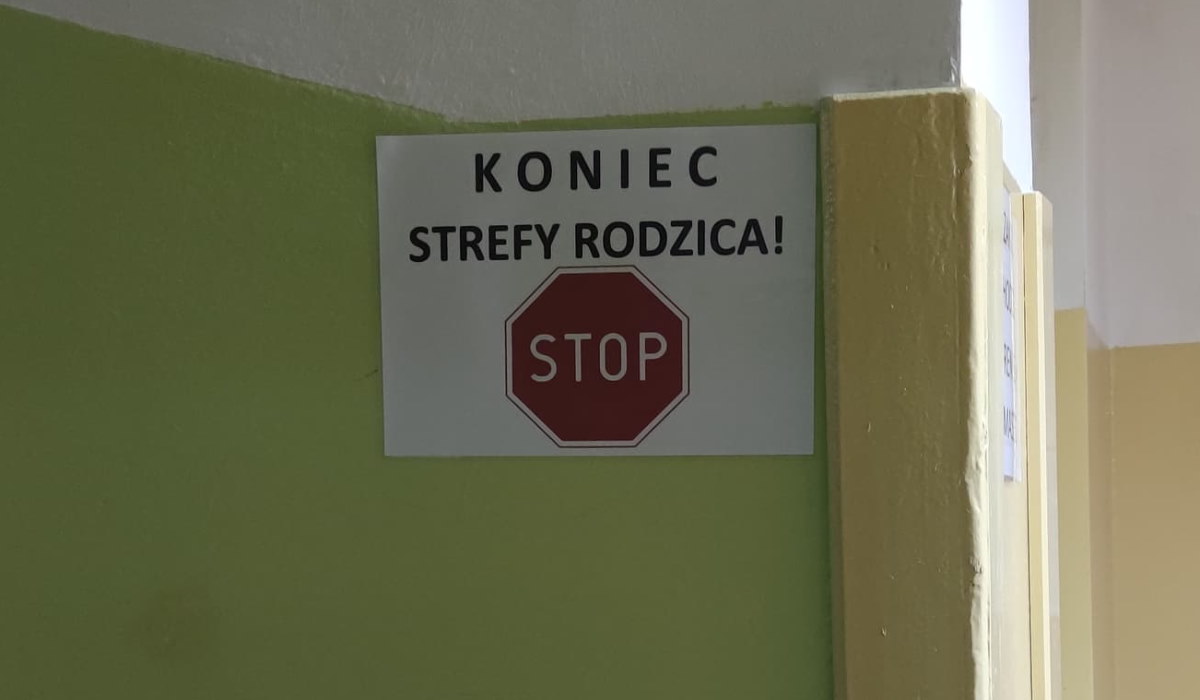 KONIEC
STREFY RODZICA!
STOP